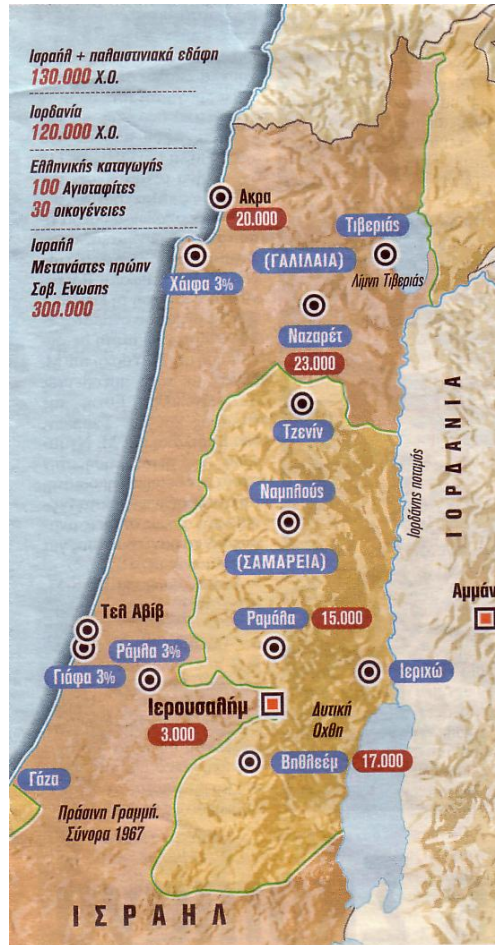 Ισραήλ + παλαιστινιακά εδάφη
130.000 Χ.Ο.
Ιορδανία
120.000 Χ.Ο.
Ελληνικής καταγωγής
100 Αγιοταφίτες
30 οικογένειες
Ισραήλ
Μετανάστες πρώην
Σοβ. Ενωσης
300.000
Ακρα
20.000
Χάιφα 3%
(ΓΑΛΙΛΑΙΑ)
Τιβεριάς
Λίμνη Τιβεριάς
Ναζαρέτ
23.000
Τζενίν
Ναμπλούς
(ΣΑΜΑΡΕΙΑ)
Ιορδάνης ποταμός
ΙΟΡΔΑΝΙΑ
Αμμάν
Τελ Αβίβ
Γιάφα 3%
Ράμλα 3%
Ραμάλα
15.000
Ιεριχώ
Ιερουσαλήμ
3.000
Δυτική
Οχθη
Βηθλεέμ
17.000
Γάζα
Πράσινη Γραμμή.
Σύνορα 1967
ΙΣΡΑΗΛ